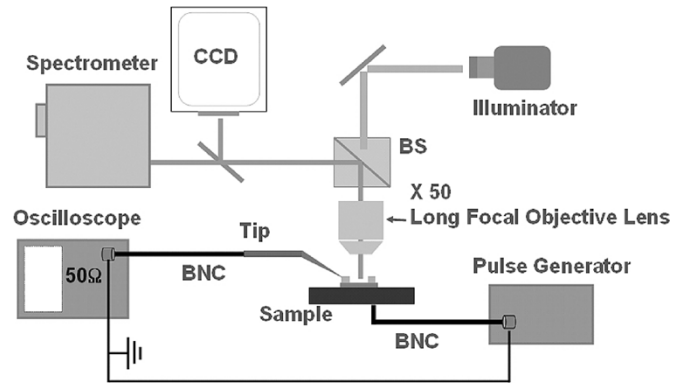 CCD
Spectrometer
Illuminator
BS
X 50
Long Focal Objective Lens
Oscilloscope
Tip
50Ω
BNC
Pulse Generator
Sample
BNC